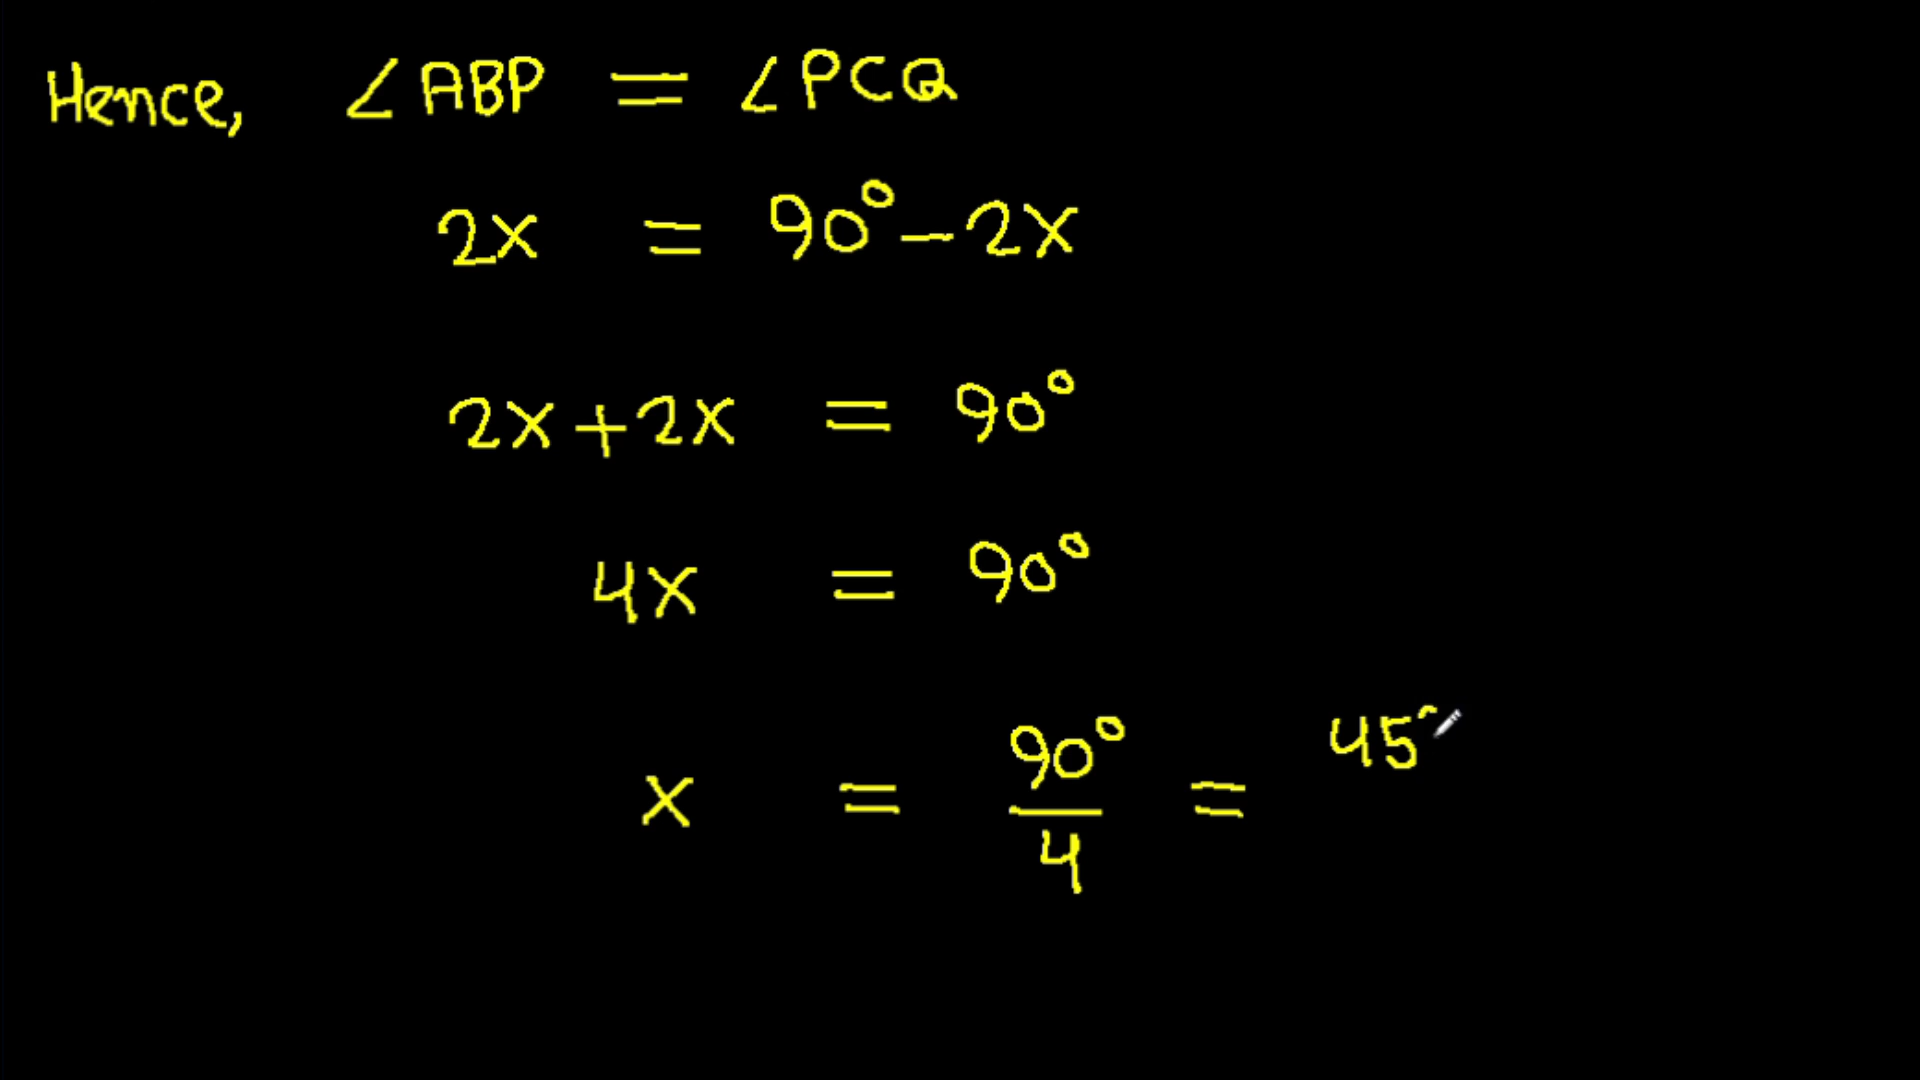 Hence, ∠ABP = ∠PCQ
2x = 90° - 2x
2x + 2x = 90°
4x = 90°
x = 90°/4 = 45°